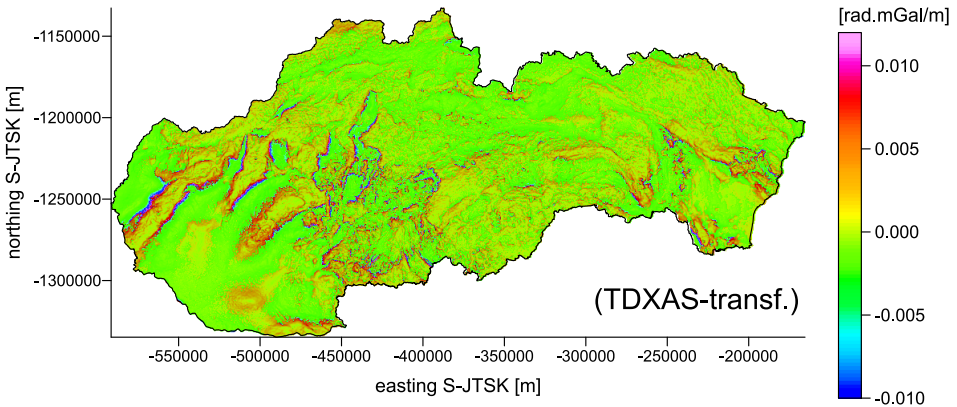 [rad.mGal/m]
-1150000
-1200000
-1250000
-1300000
northing S-JTSK [m]
0.010
0.005
0.000
-0.005
-0.010
(TDXAS-transf.)
-550000 -500000 -450000 -400000 -350000 -300000 -250000 -200000
easting S-JTSK [m]